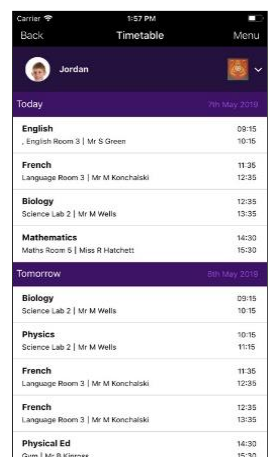 Carrier 1:57 PM
Back Timetable Menu
Jordan
Today 7th May 2019
English 09:15
, English Room 3 | Mr S Green 10:15
French 11:35
Language Room 3 | Mr M Konchalski 12:35
Biology 12:35
Science Lab 2 | Mr M Wells 13:35
Mathematics 14:30
Maths Room 5 | Miss R Hatchett 15:30
Tomorrow 8th May 2019
Biology 09:15
Science Lab 2 | Mr M Wells 10:15
Physics 10:15
Science Lab 2 | Mr M Wells 11:15
French 11:35
Language Room 3 | Mr M Konchalski 12:35
French 12:35
Language Room 3 | Mr M Konchalski 13:35
Physical Ed 14:30
Gym | Mr B Kinross 15:30